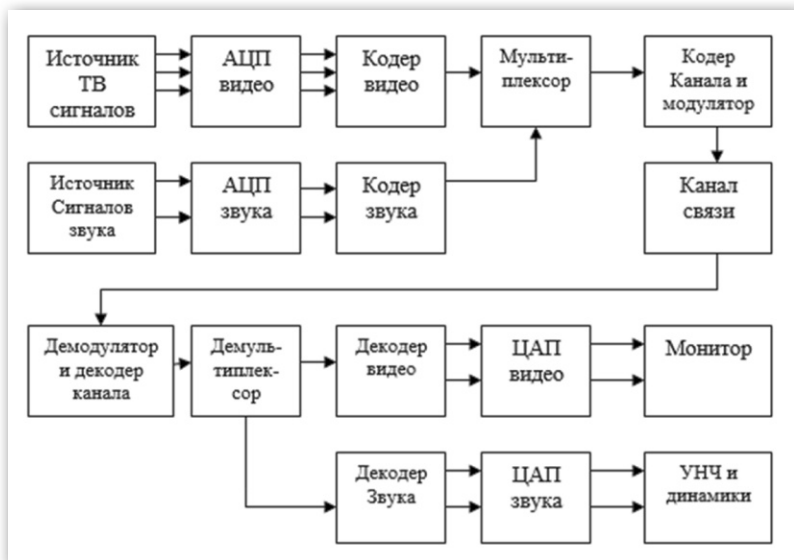 Источник
ТВ
сигналов
АЦП
видео
Кодер
видео
Мульти-
плексор
Кодер
Канала и
модулятор
Источник
Сигналов
звука
АЦП
звука
Кодер
звука
Канал
связи
Демодулятор
и декодер
канала
Демуль-
типлек-
сор
Декодер
видео
ЦАП
видео
Монитор
Декодер
Звука
ЦАП
звука
УНЧ и
динамики